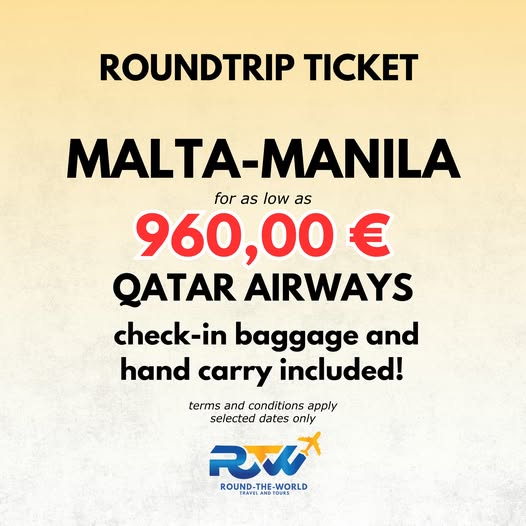 ROUNDTRIP TICKET
MALTA-MANILA
for as low as
960,00 €
QATAR AIRWAYS
check-in baggage and
hand carry included!
terms and conditions apply
selected dates only
RTW
ROUND-THE-WORLD
TRAVEL AND TOURS